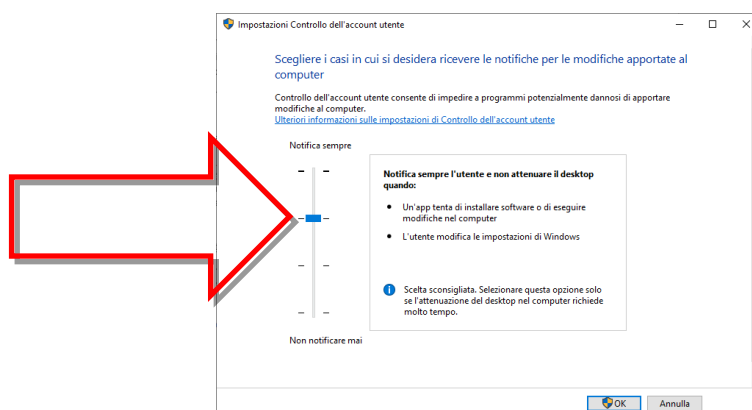 Impostazioni Controllo dell'account utente
Scegliere i casi in cui si desidera ricevere le notifiche per le modifiche apportate al
computer
Controllo dell'account utente consente di impedire a programmi potenzialmente dannosi di apportare
modifiche al computer.
Ulteriori informazioni sulle impostazioni di Controllo dell'account utente
Notifica sempre
Notifica sempre l'utente e non attenuare il desktop
quando:
• Un'app tenta di installare software o di eseguire
modifiche nel computer
• L'utente modifica le impostazioni di Windows
Scelta sconsigliata. Selezionare questa opzione solo
se l'attenuazione del desktop nel computer richiede
molto tempo.
Non notificare mai
OK
Annulla